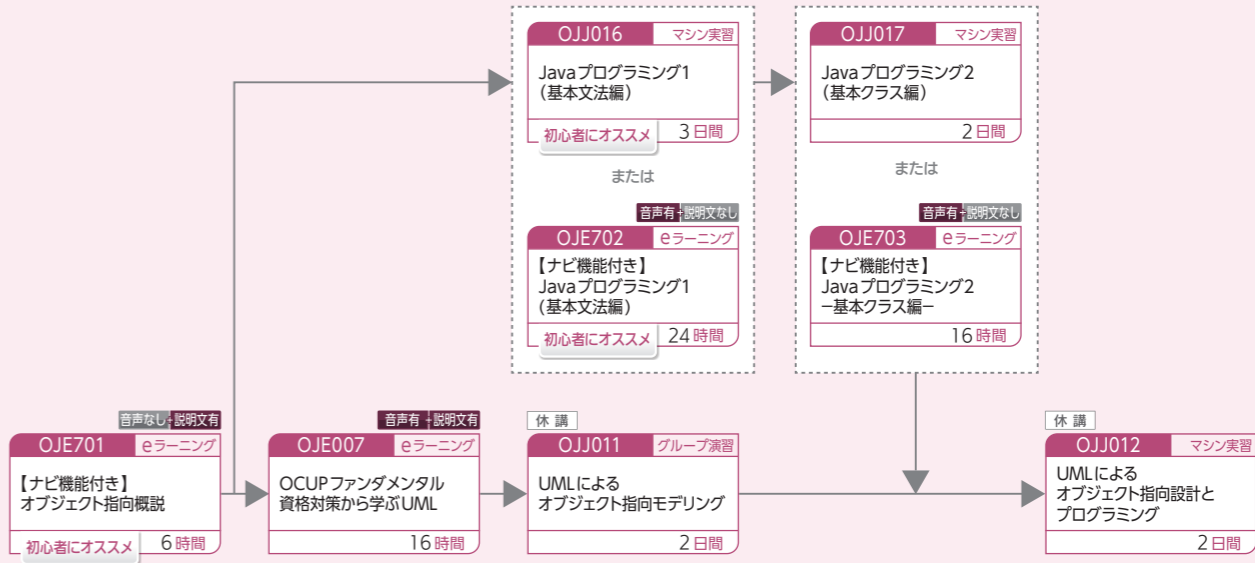 OJJ016 マシン実習
Javaプログラミング1
（基本文法編）
初心者にオススメ 3日間
または
音声有+説明文なし
OJE702 eラーニング
【ナビ機能付き】
Javaプログラミング1
（基本文法編）
初心者にオススメ 24時間
OJJ017 マシン実習
Javaプログラミング2
（基本クラス編）
2日間
または
音声有+説明文なし
OJE703 eラーニング
【ナビ機能付き】
Javaプログラミング2
−基本クラス編−
16時間
音声なし+説明文有
OJE701 eラーニング
【ナビ機能付き】
オブジェクト指向概説
初心者にオススメ 6時間
音声有+説明文有
OJE007 eラーニング
OCUPファンダメンタル
資格対策から学ぶUML
16時間
休講
OJJ011 グループ演習
UMLによる
オブジェクト指向モデリング
2日間
休講
OJJ012 マシン実習
UMLによる
オブジェクト指向設計と
プログラミング
2日間